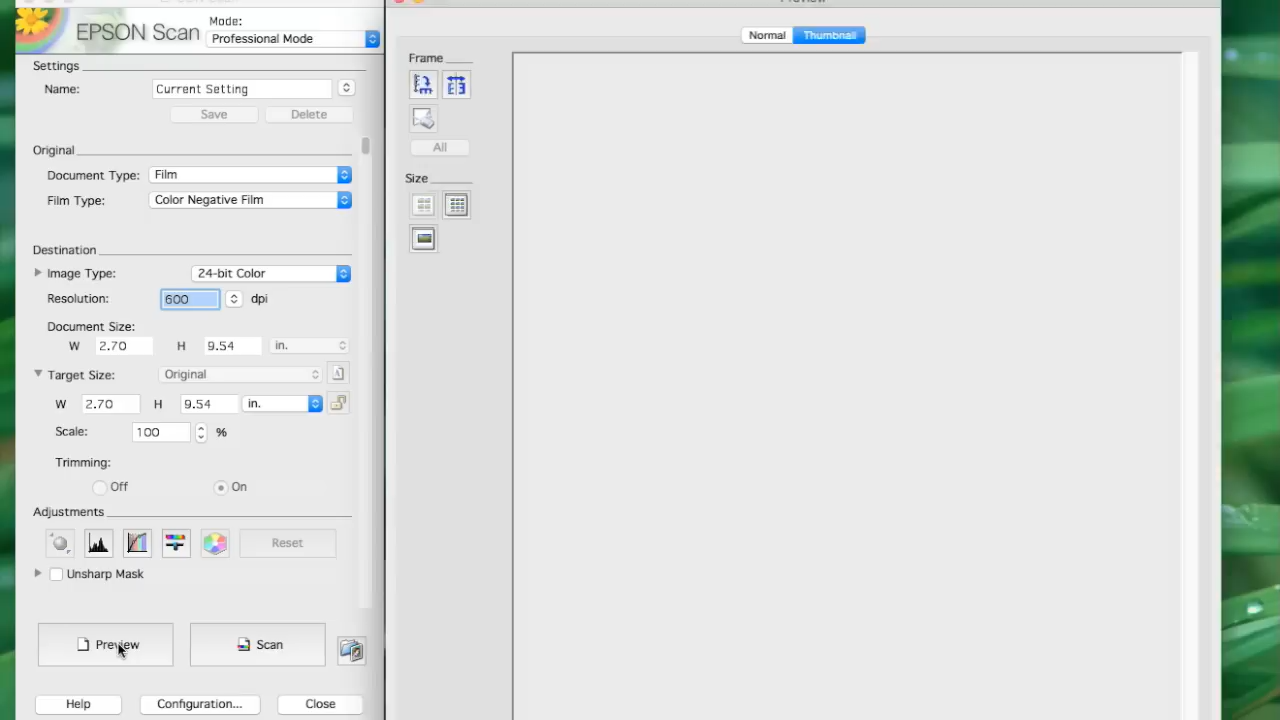 EPSON Scan
Mode:
Professional Mode
Settings
Name: Current Setting
Save Delete
Original
Document Type: Film
Film Type: Color Negative Film
Destination
Image Type: 24-bit Color
Resolution: 600 dpi
Document Size:
W 2.70 H 9.54 in.
Target Size: Original
W 2.70 H 9.54 in.
Scale: 100 %
Trimming:
Off On
Adjustments
Reset
Unsharp Mask
Preview Scan
Help Configuration... Close
Normal Thumbnail
Frame
All
Size